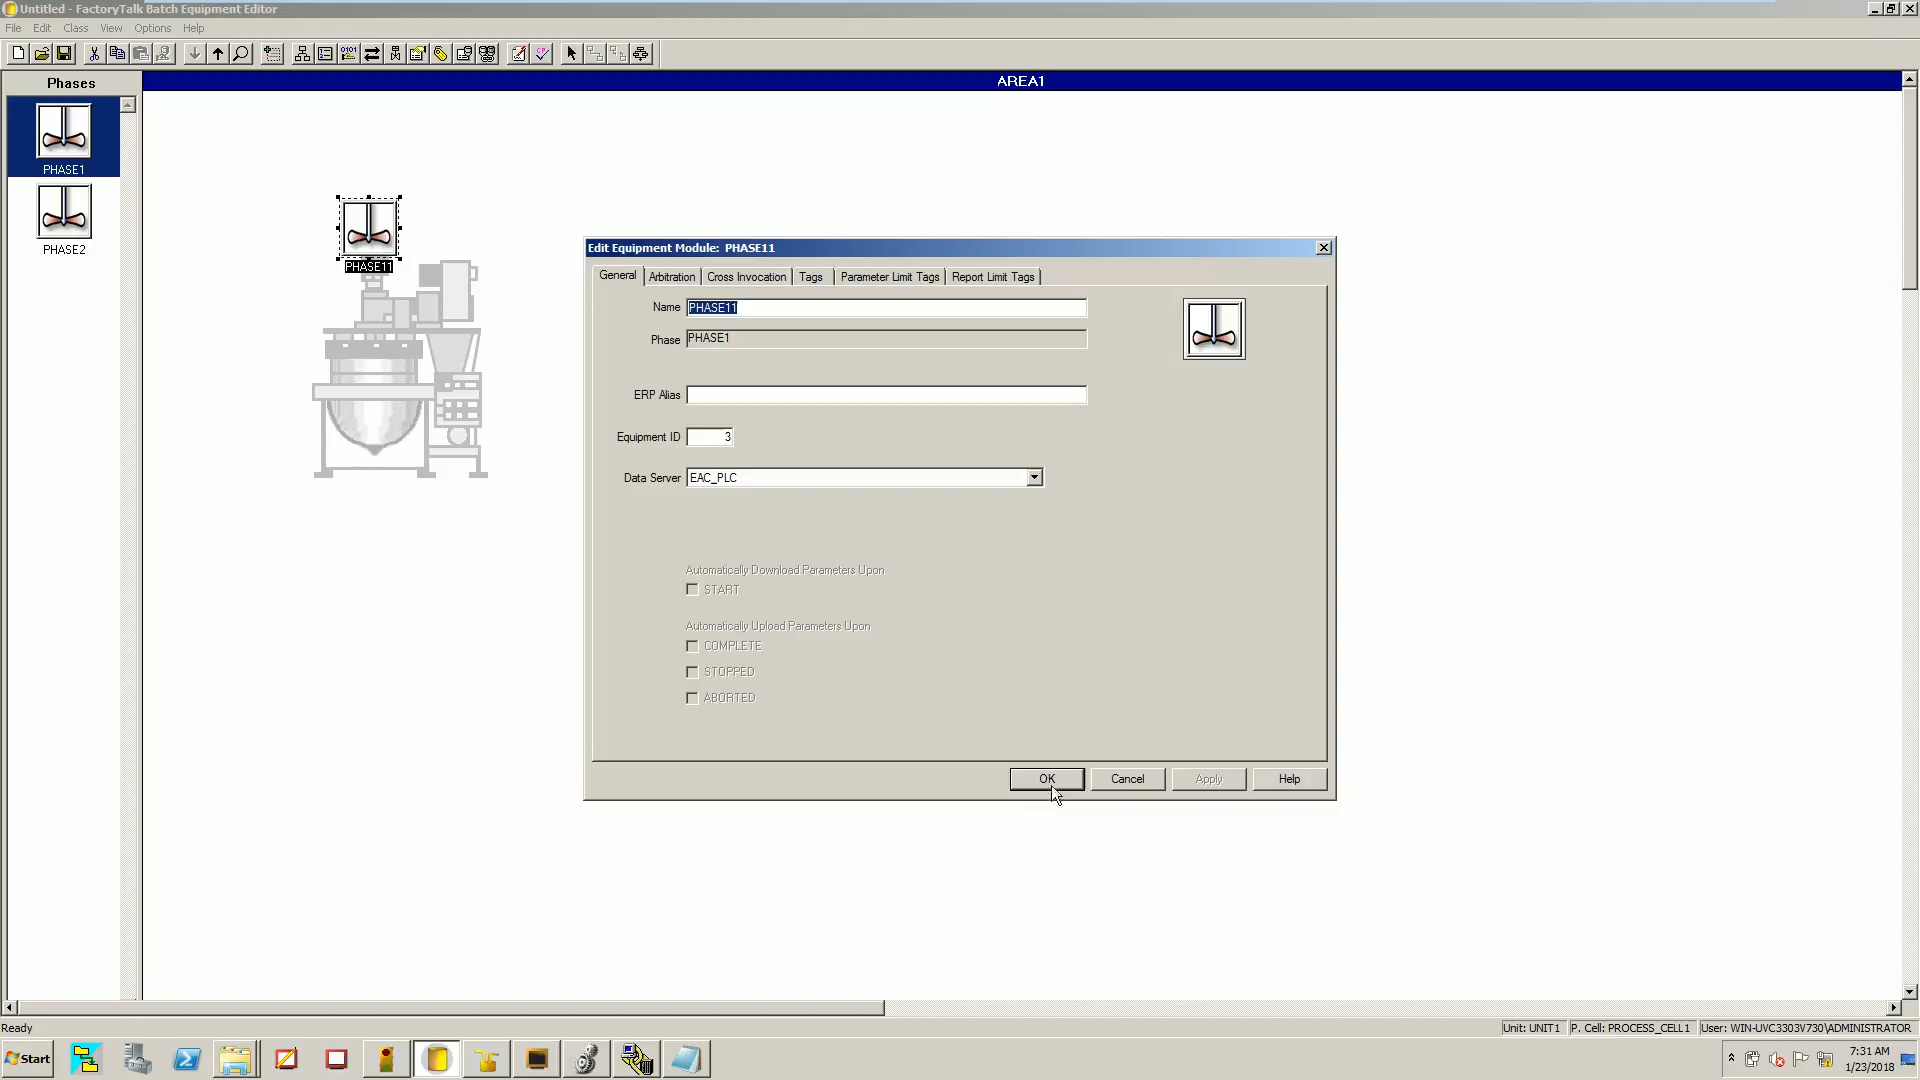 Untitled - FactoryTalk Batch Equipment Editor
File Edit Class View Options Help
Phases
AREA1
PHASE1
PHASE2
PHASE11
Edit Equipment Module: PHASE11
General Arbitration Cross Invocation Tags Parameter Limit Tags Report Limit Tags
Name PHASE11
Phase PHASE1
ERP Alias
Equipment ID 3
Data Server EAC_PLC
Automatically Download Parameters Upon
START
Automatically Upload Parameters Upon
COMPLETE
STOPPED
ABORTED
OK Cancel Apply Help
Ready Unit: UNIT1 P. Cell: PROCESS_CELL1 User: WIN-UVC3303V730\ADMINISTRATOR
Start
7:31 AM
1/23/2018